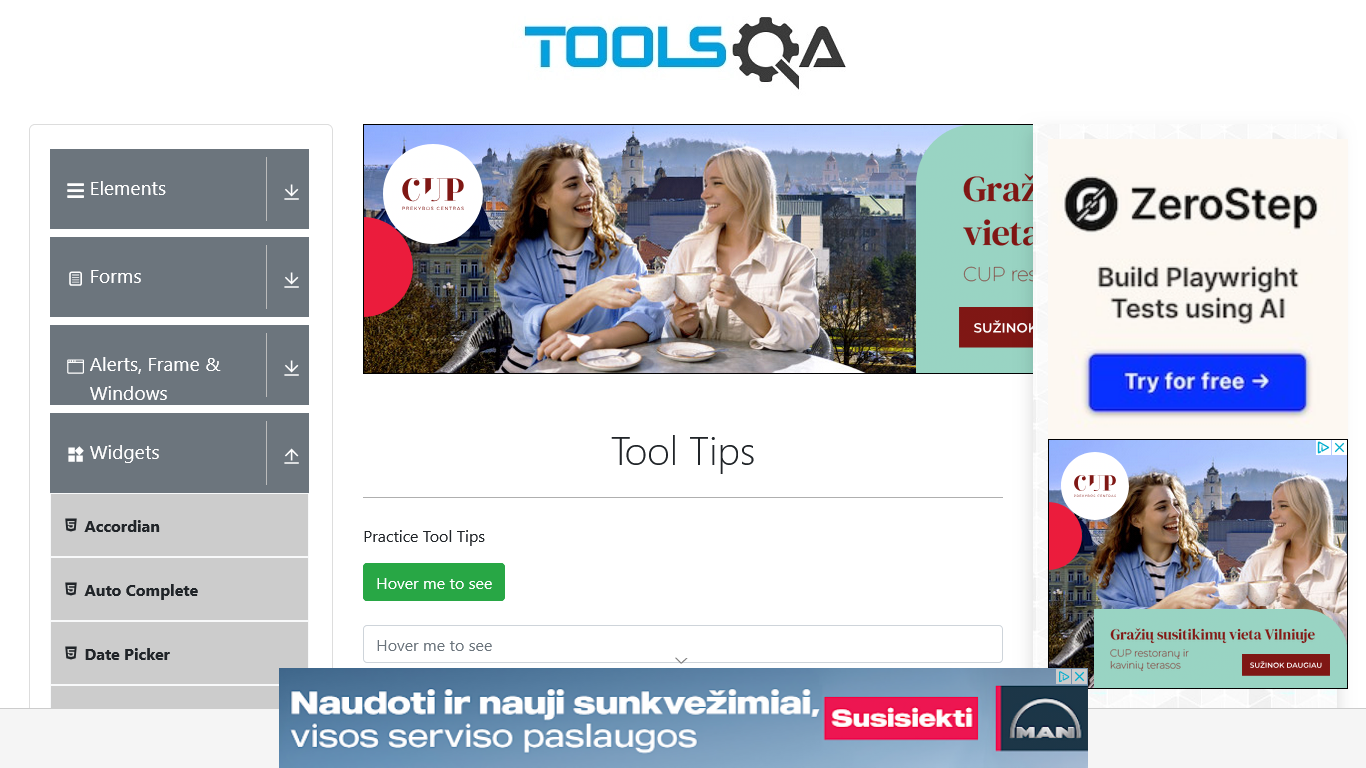 TOOLSQA
Elements
Forms
Alerts, Frame &
Windows
Widgets
Accordian
Auto Complete
Date Picker
CUP
PREKYBOS CENTRAS
Graž
vieta
CUP res
SUŽINOK
Tool Tips
Practice Tool Tips
Hover me to see
Hover me to see
ZeroStep
Build Playwright
Tests using AI
Try for free →
CUP
PREKYBOS CENTRAS
Gražių susitikimų vieta Vilniuje
CUP restoranų ir
kavinių terasos
SUŽINOK DAUGIAU
Naudoti ir nauji sunkvežimiai,
visos serviso paslaugos
Susisiekti
MAN